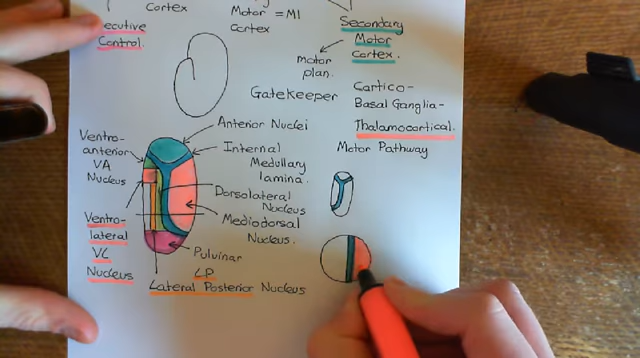 Cortex
ecutive
Control.
Motor = M1
Cortex
Secondary
Motor
Cortex.
Motor
plan.
Gatekeeper
Cortico-
Basal Ganglia-
Thalamocortical.
Motor Pathway
Ventro-
anterior
VA
Nucleus
Anterior Nuclei
Internal
Medullary
lamina.
Dorsolateral
Nucleus
Mediodorsal
Nucleus.
Ventro-
lateral
VL
Nucleus
Pulvinar
LP
Lateral Posterior Nucleus